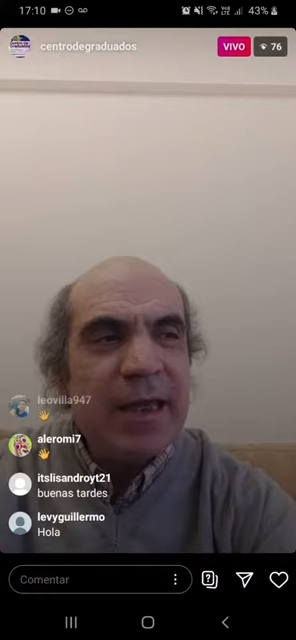 17:10
43%
centrodegraduados
VIVO
76
leovilla947
aleromi7
itslisandroyt21
buenas tardes
levyguillermo
Hola
Comentar